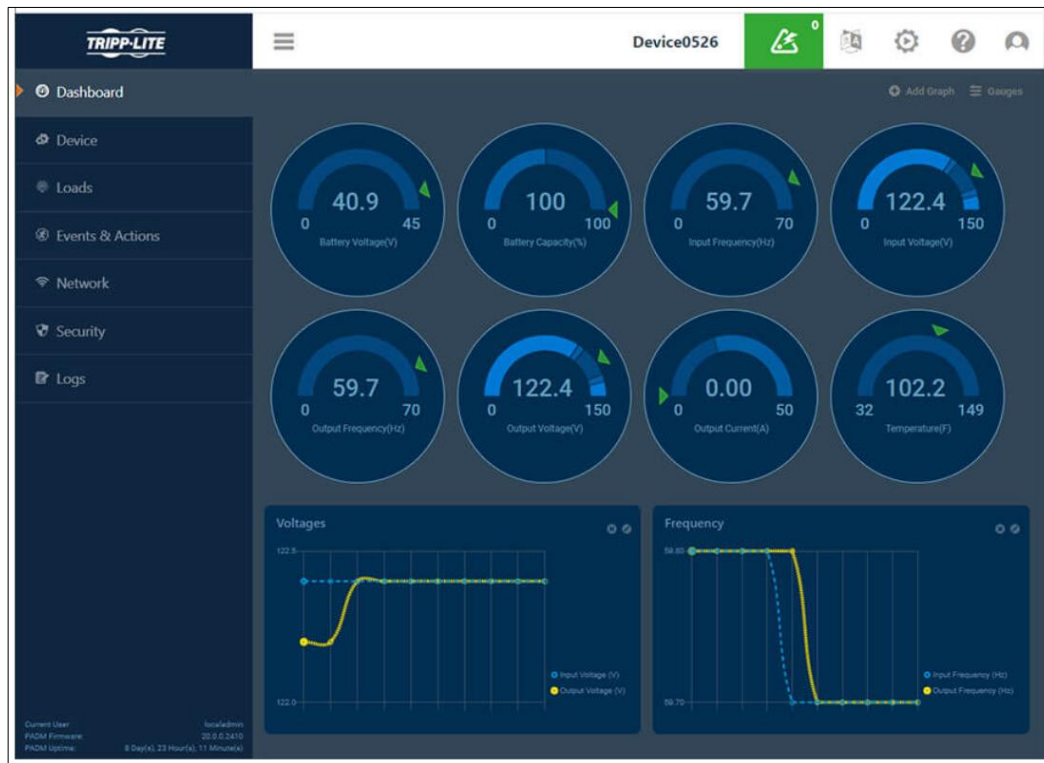 TRIPP·LITE
Device0526
0
Dashboard
Add Graph
Gauges
Device
Loads
Events & Actions
Network
Security
Logs
40.9
0 45
Battery Voltage(V)
100
0 100
Battery Capacity(%)
59.7
0 70
Input Frequency(Hz)
122.4
0 150
Input Voltage(V)
59.7
0 70
Output Frequency(Hz)
122.4
0 150
Output Voltage(V)
0.00
0 50
Output Current(A)
102.2
32 149
Temperature(F)
Voltages
122.5
122.0
Input Voltage (V)
Output Voltage (V)
Frequency
59.80
59.70
Input Frequency (Hz)
Output Frequency (Hz)
Current User localadmin
PADM Firmware: 20.0.0.2410
PADM Uptime: 8 Day(s), 23 Hour(s), 11 Minute(s)